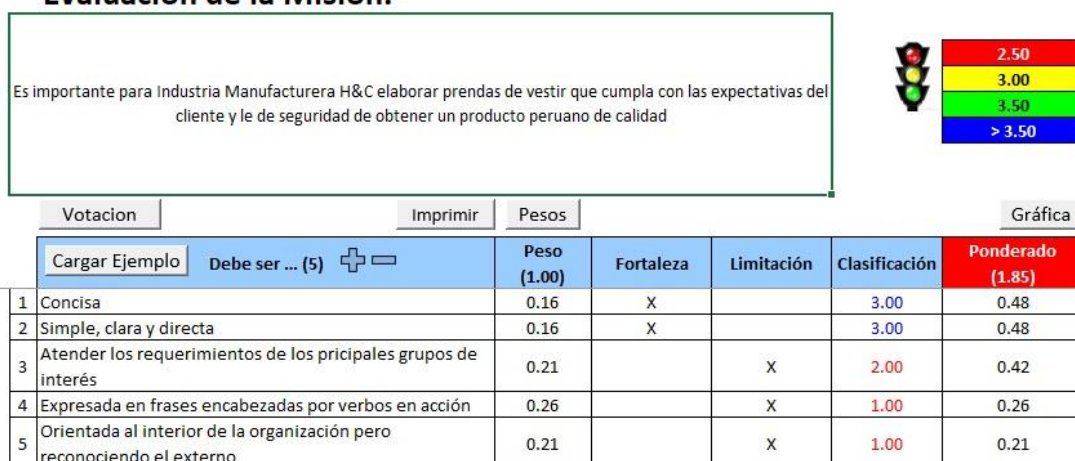 Evaluación de la Misión:
Es importante para Industria Manufacturera H&C elaborar prendas de vestir que cumpla con las expectativas del
cliente y le de seguridad de obtener un producto peruano de calidad
2.50
3.00
3.50
> 3.50
Votacion Imprimir Pesos Gráfica
Cargar Ejemplo Debe ser ... (5) Peso (1.00) Fortaleza Limitación Clasificación Ponderado (1.85)
1 Concisa 0.16 X 3.00 0.48
2 Simple, clara y directa 0.16 X 3.00 0.48
3 Atender los requerimientos de los pricipales grupos de
interés 0.21 X 2.00 0.42
4 Expresada en frases encabezadas por verbos en acción 0.26 X 1.00 0.26
5 Orientada al interior de la organización pero
reconociendo el externo 0.21 X 1.00 0.21